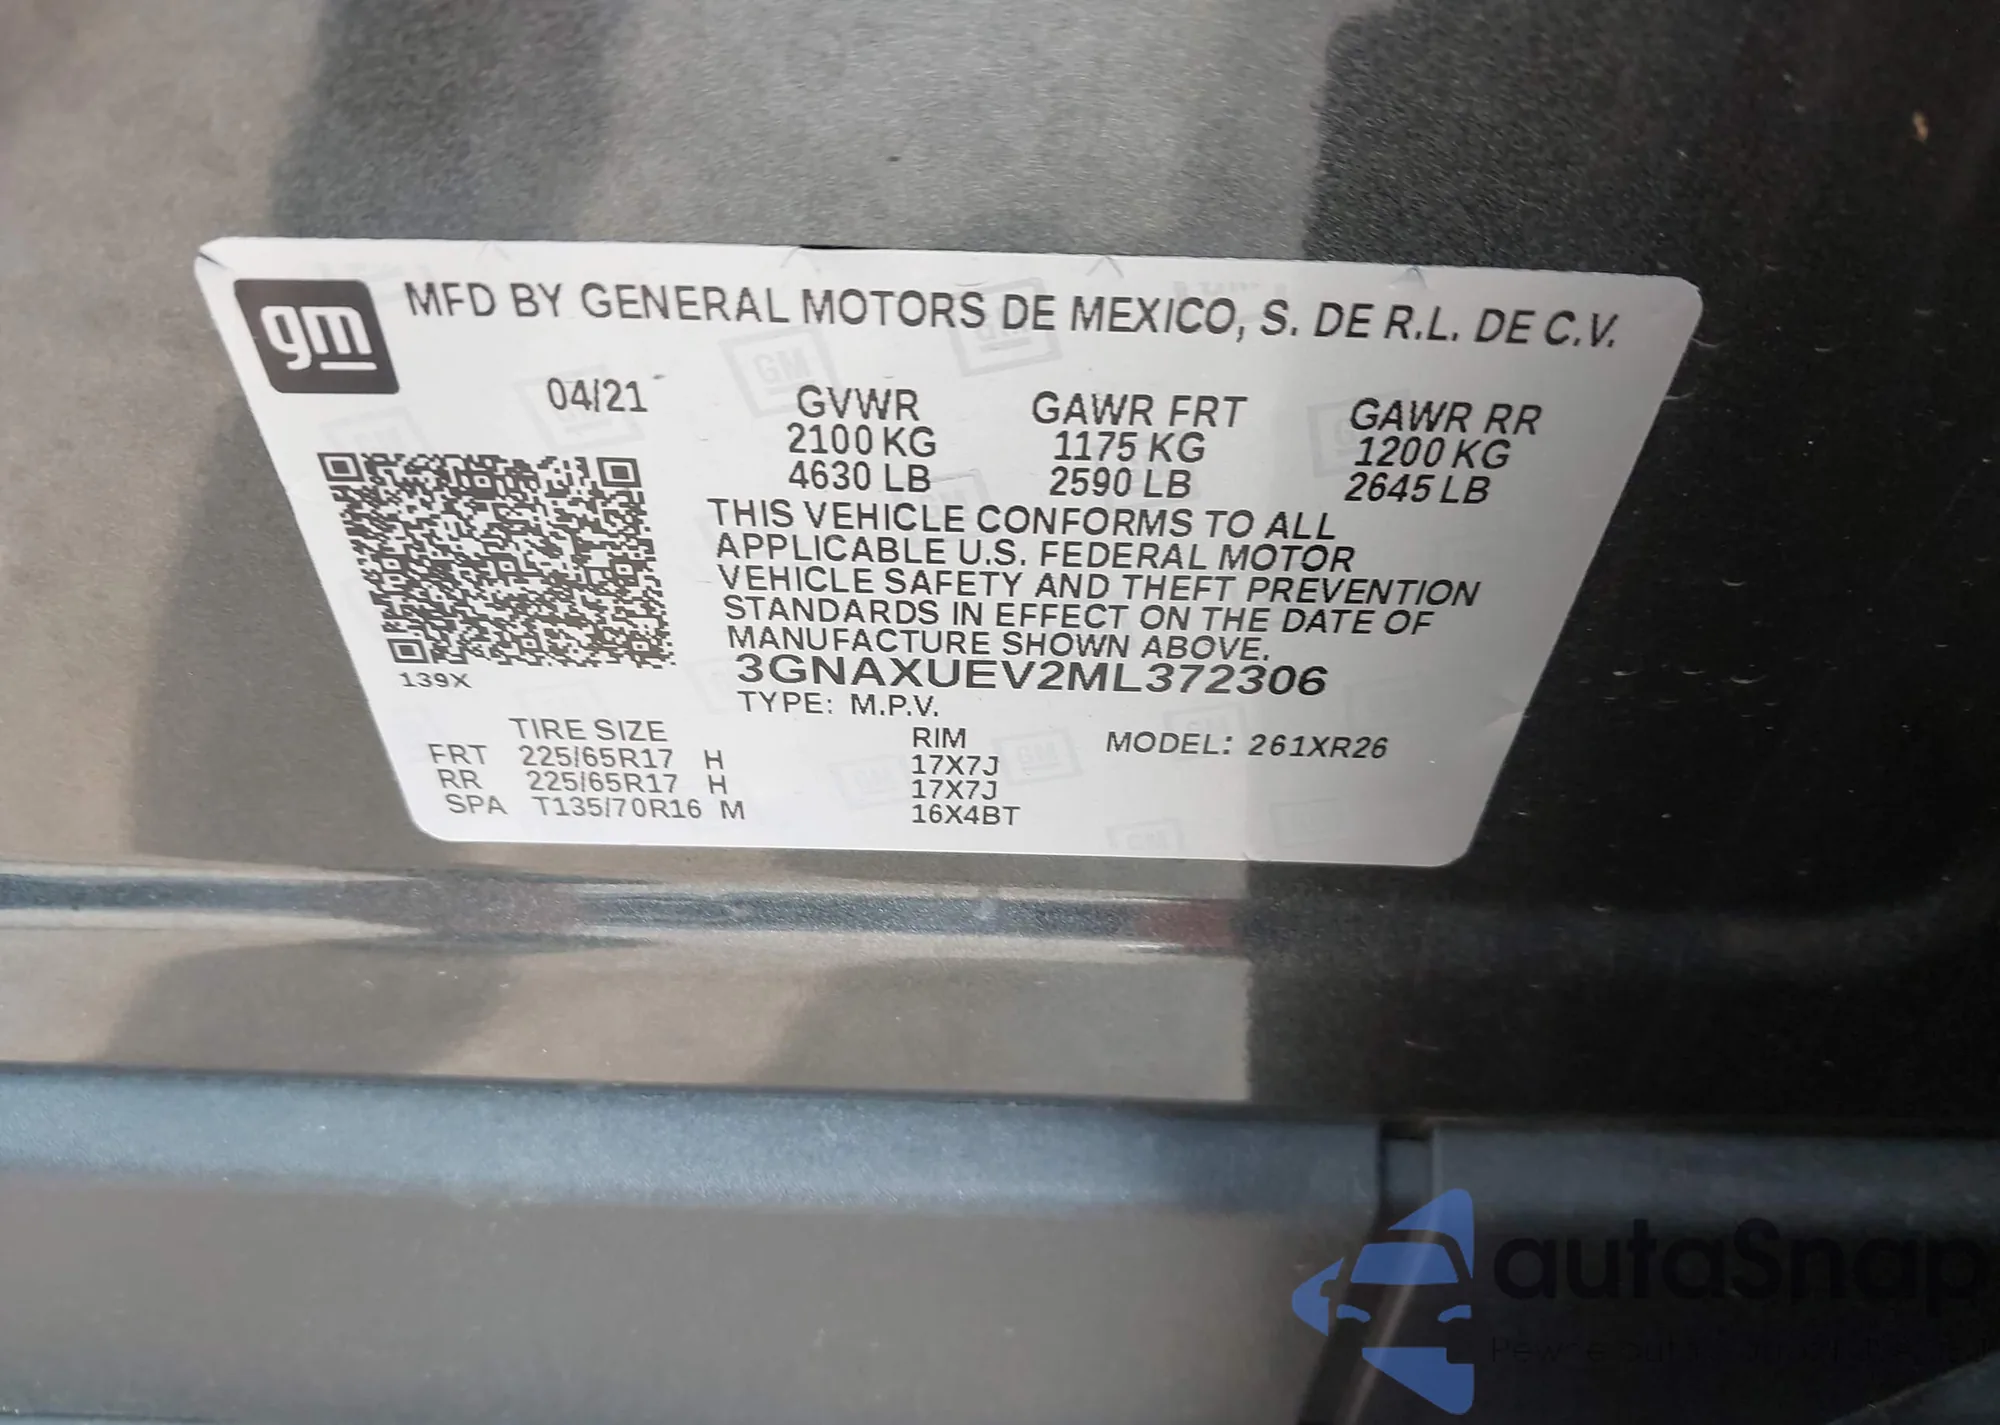 gm MFD BY GENERAL MOTORS DE MEXICO, S. DE R.L. DE C.V.
04/21 GVWR GAWR FRT GAWR RR
2100 KG 1175 KG 1200 KG
4630 LB 2590 LB 2645 LB
THIS VEHICLE CONFORMS TO ALL
APPLICABLE U.S. FEDERAL MOTOR
VEHICLE SAFETY AND THEFT PREVENTION
STANDARDS IN EFFECT ON THE DATE OF
MANUFACTURE SHOWN ABOVE.
139X 3GNAXUEV2ML372306
TYPE: M.P.V.
TIRE SIZE RIM MODEL: 261XR26
FRT 225/65R17 H 17X7J
RR 225/65R17 H 17X7J
SPA T135/70R16 M 16X4BT
autaSnap